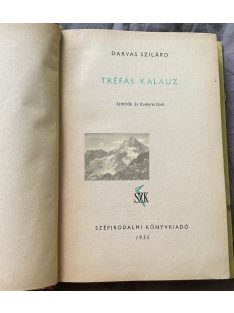 DARVAS SZILÁRD
TRÉFÁS KALAUZ
Szatírák és humoreszkek
SZK
SZÉPIRODALMI KÖNYVKIADÓ
1955